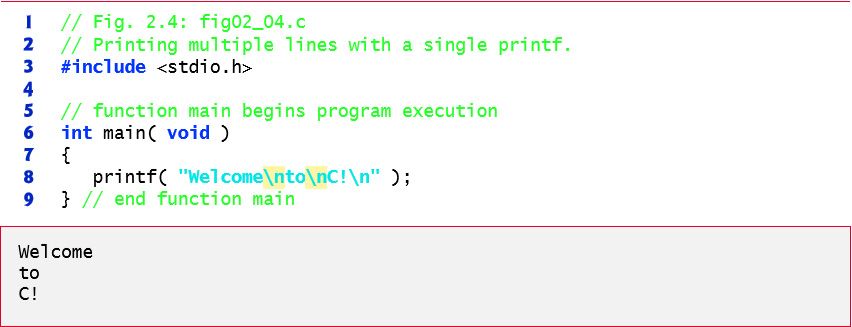 1 // Fig. 2.4: fig02_04.c
2 // Printing multiple lines with a single printf.
3 #include <stdio.h>
4
5 // function main begins program execution
6 int main( void )
7 {
8    printf( "Welcome\nto\nC!\n" );
9 } // end function main
Welcome
to
C!